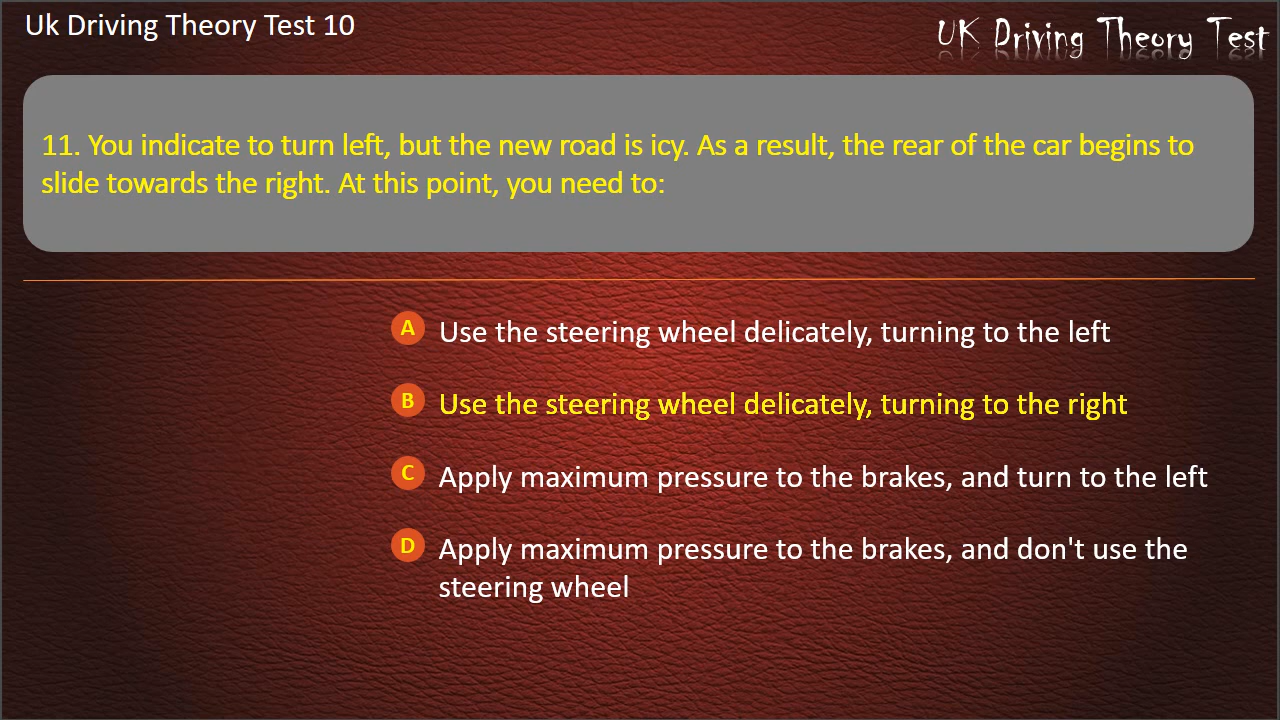 Uk Driving Theory Test 10
UK Driving Theory Test
11. You indicate to turn left, but the new road is icy. As a result, the rear of the car begins to
slide towards the right. At this point, you need to:
A Use the steering wheel delicately, turning to the left
B Use the steering wheel delicately, turning to the right
C Apply maximum pressure to the brakes, and turn to the left
D Apply maximum pressure to the brakes, and don't use the
steering wheel